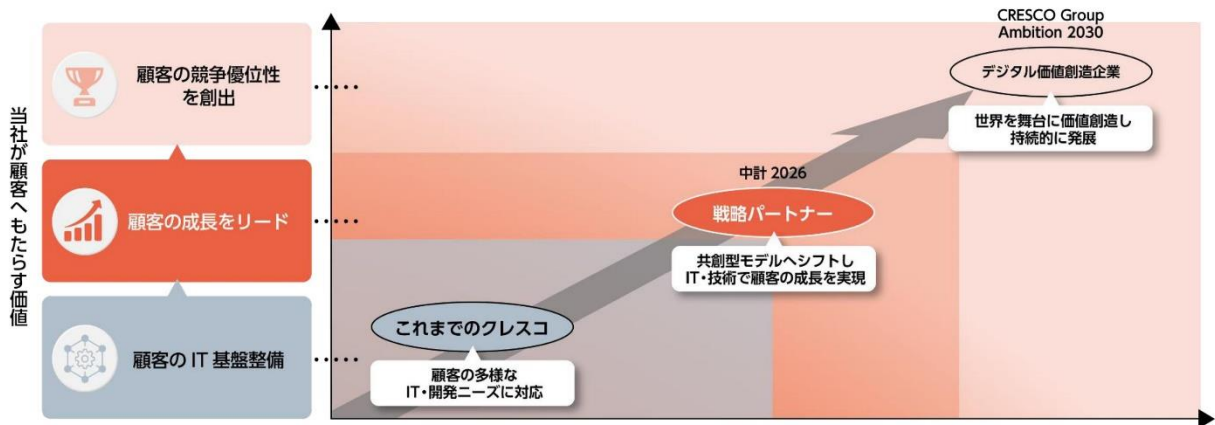 当社が顧客へもたらす価値
顧客の競争優位性
を創出
顧客の成長をリード
顧客の IT 基盤整備
CRESCO Group
Ambition 2030
デジタル価値創造企業
世界を舞台に価値創造し
持続的に発展
中計 2026
戦略パートナー
共創型モデルへシフトし
IT・技術で顧客の成長を実現
これまでのクレスコ
顧客の多様な
IT・開発ニーズに対応